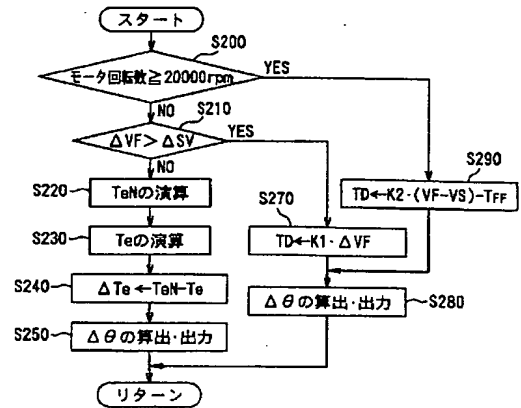 スタート
S200
モータ回転数≧20000rpm
YES
NO
S210
ΔVF>ΔSV
YES
NO
S290
TD←K2·(VF-VS)-TFF
S220
TeNの演算
S270
TD←K1·ΔVF
S230
Teの演算
S240
ΔTe←TeN-Te
S280
Δθの算出·出力
S250
Δθの算出·出力
リターン